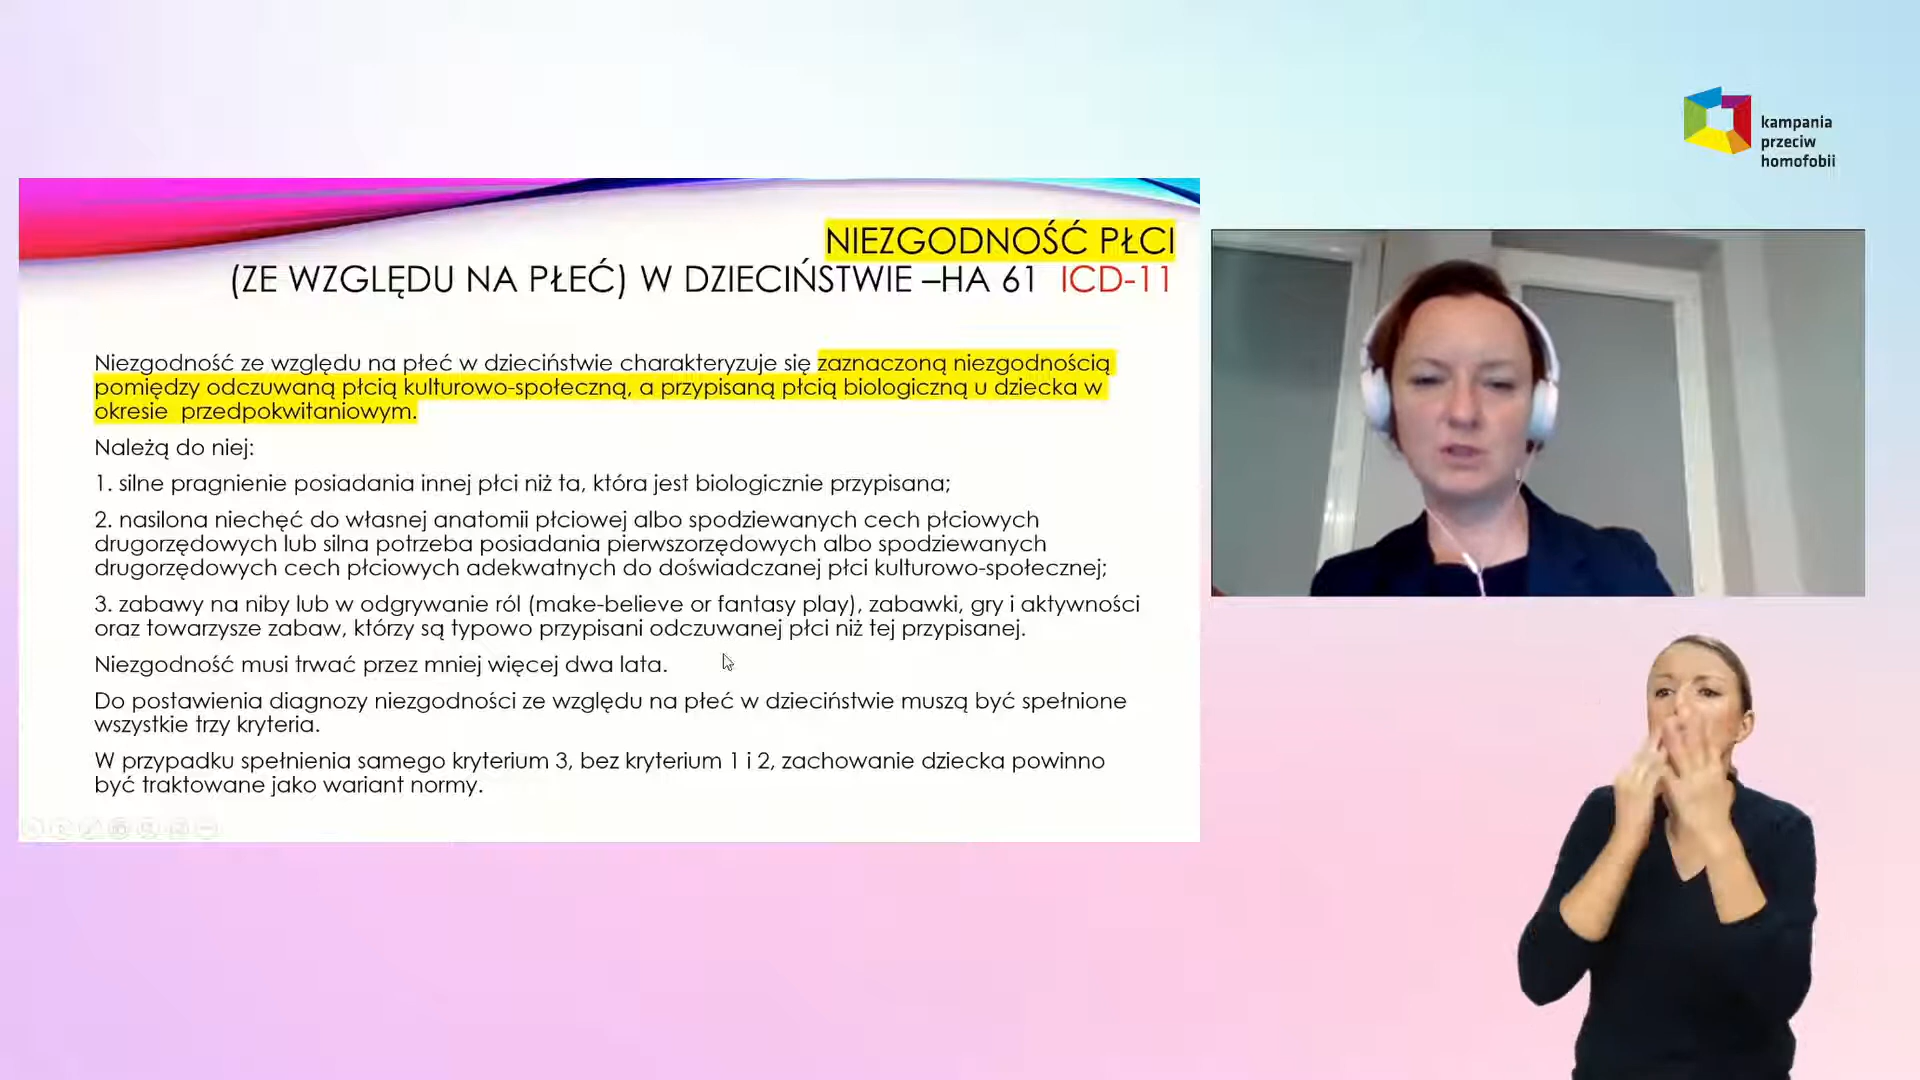 kampania
przeciw
homofobii
NIEZGODNOŚĆ PŁCI
(ZE WZGLĘDU NA PŁEĆ) W DZIECIŃSTWIE –HA 61 ICD-11
Niezgodność ze względu na płeć w dzieciństwie charakteryzuje się zaznaczoną niezgodnością
pomiędzy odczuwaną płcią kulturowo-społeczną, a przypisaną płcią biologiczną u dziecka w
okresie przedpokwitaniowym.
Należą do niej:
1. silne pragnienie posiadania innej płci niż ta, która jest biologicznie przypisana;
2. nasilona niechęć do własnej anatomii płciowej albo spodziewanych cech płciowych
drugorzędowych lub silna potrzeba posiadania pierwszorzędowych albo spodziewanych
drugorzędowych cech płciowych adekwatnych do doświadczanej płci kulturowo-społecznej;
3. zabawy na niby lub w odgrywanie ról (make-believe or fantasy play), zabawki, gry i aktywności
oraz towarzysze zabaw, którzy są typowo przypisani odczuwanej płci niż tej przypisanej.
Niezgodność musi trwać przez mniej więcej dwa lata.
Do postawienia diagnozy niezgodności ze względu na płeć w dzieciństwie muszą być spełnione
wszystkie trzy kryteria.
W przypadku spełnienia samego kryterium 3, bez kryterium 1 i 2, zachowanie dziecka powinno
być traktowane jako wariant normy.